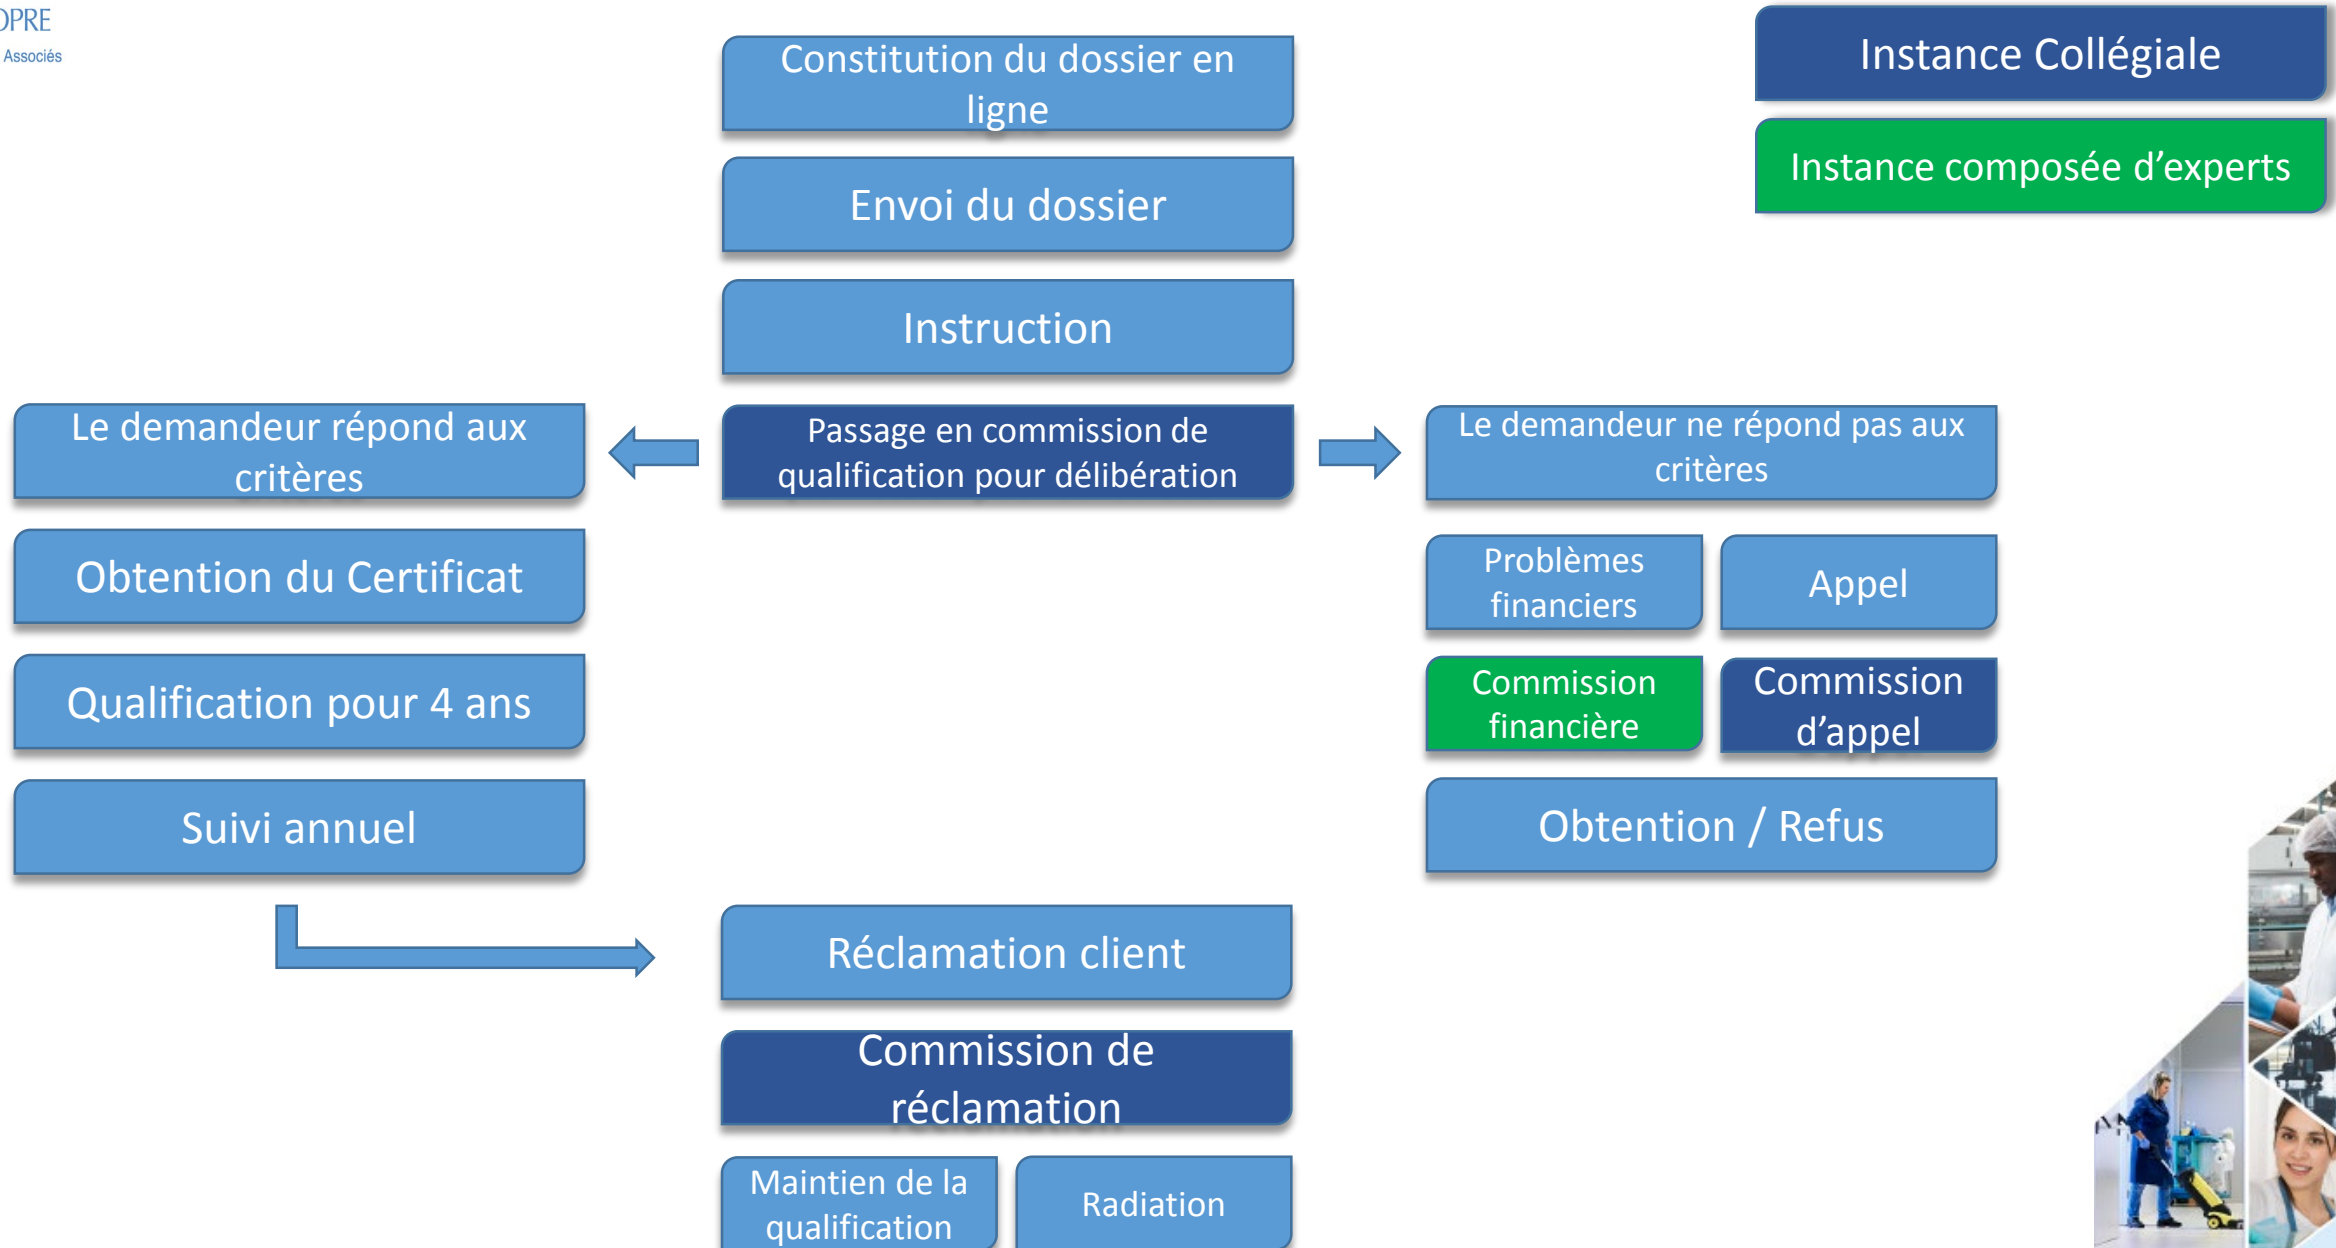 Associés
Constitution du dossier en
ligne
Instance Collégiale
Instance composée d’experts
Envoi du dossier
Instruction
Passage en commission de
qualification pour délibération
Le demandeur répond aux
critères
Obtention du Certificat
Qualification pour 4 ans
Suivi annuel
Le demandeur ne répond pas aux
critères
Problèmes
financiers
Appel
Commission
financière
Commission
d’appel
Obtention / Refus
Réclamation client
Commission de
réclamation
Maintien de la
qualification
Radiation